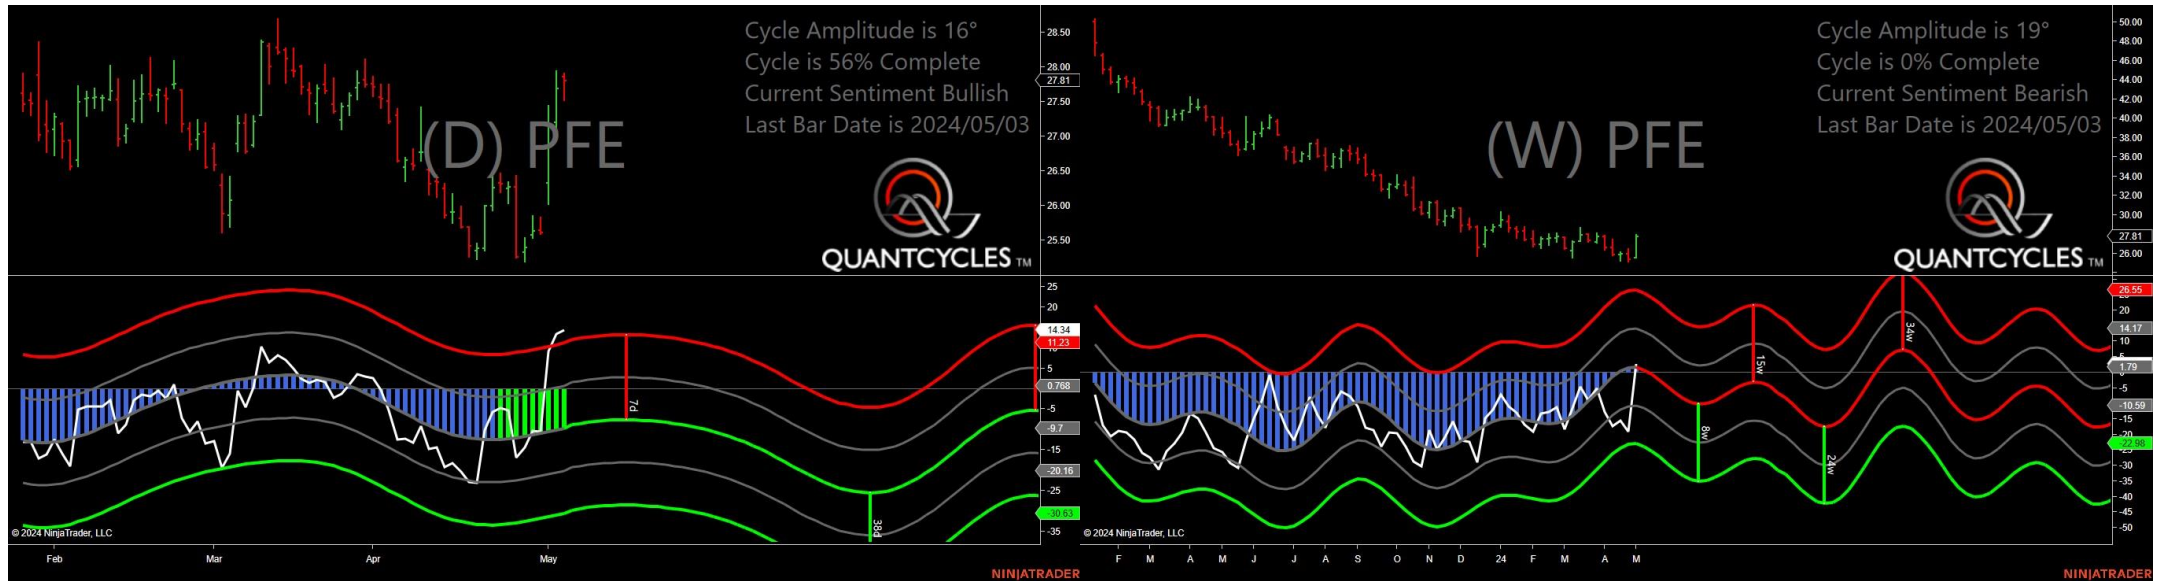 Cycle Amplitude is 16°
Cycle is 56% Complete
Current Sentiment Bullish
Last Bar Date is 2024/05/03
(D) PFE
QUANTCYCLES TM
28.50
28.00
27.81
27.50
27.00
26.50
26.00
25.50
25
20
14.34
11.23
5
0.768
-5
-9.7
-15
-20.16
-25
-30.63
-35
7d
38d
© 2024 NinjaTrader, LLC
Feb Mar Apr May
NINJATRADER
Cycle Amplitude is 19°
Cycle is 0% Complete
Current Sentiment Bearish
Last Bar Date is 2024/05/03
(W) PFE
QUANTCYCLES TM
50.00
48.00
46.00
44.00
42.00
40.00
38.00
36.00
34.00
32.00
30.00
27.81
26.00
26.55
20
14.17
10
1.79
-5
-10.59
-15
-22.98
-30
-35
-40
-45
-50
8w
15w
24w
34w
© 2024 NinjaTrader, LLC
F M A M J J A S O N D 24 F M A M
NINJATRADER